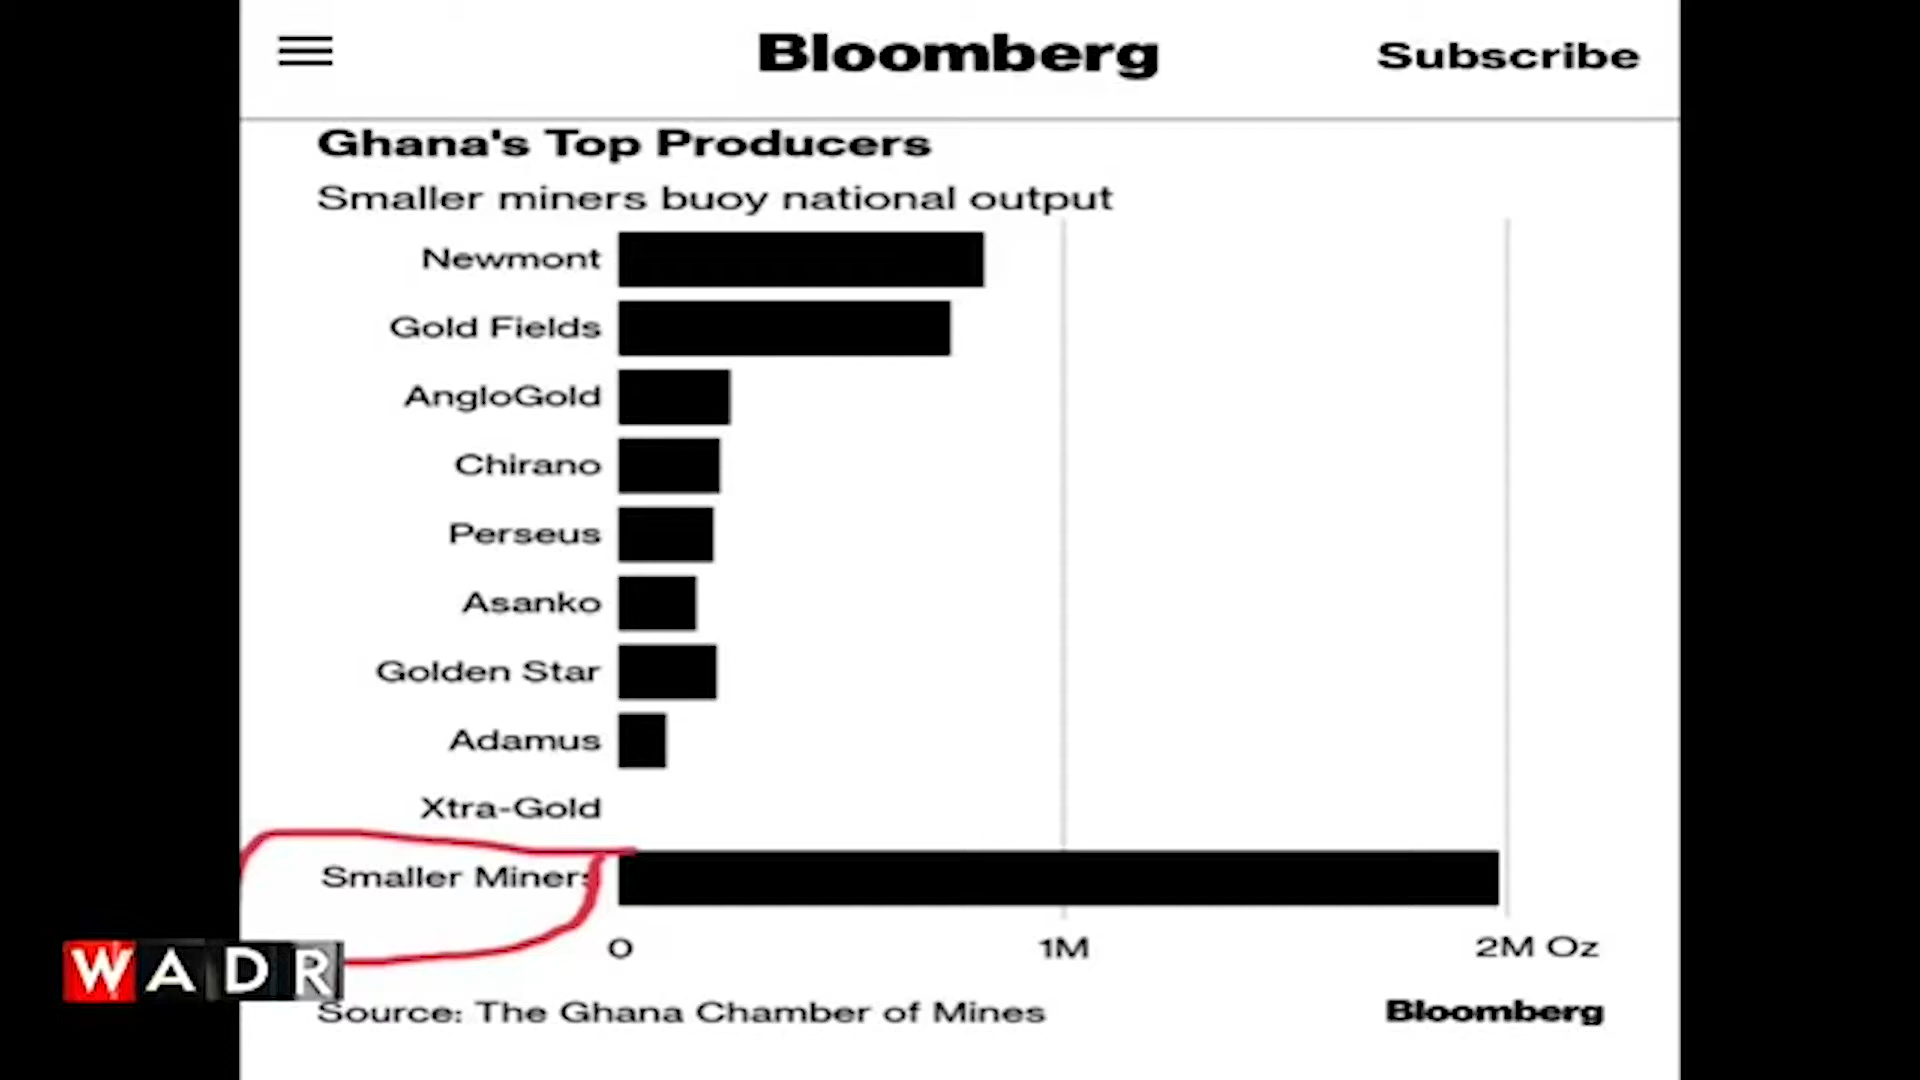 Bloomberg
Subscribe
Ghana's Top Producers
Smaller miners buoy national output
Newmont
Gold Fields
AngloGold
Chirano
Perseus
Asanko
Golden Star
Adamus
Xtra-Gold
Smaller Miners
0 1M 2M Oz
WADR
Source: The Ghana Chamber of Mines
Bloomberg